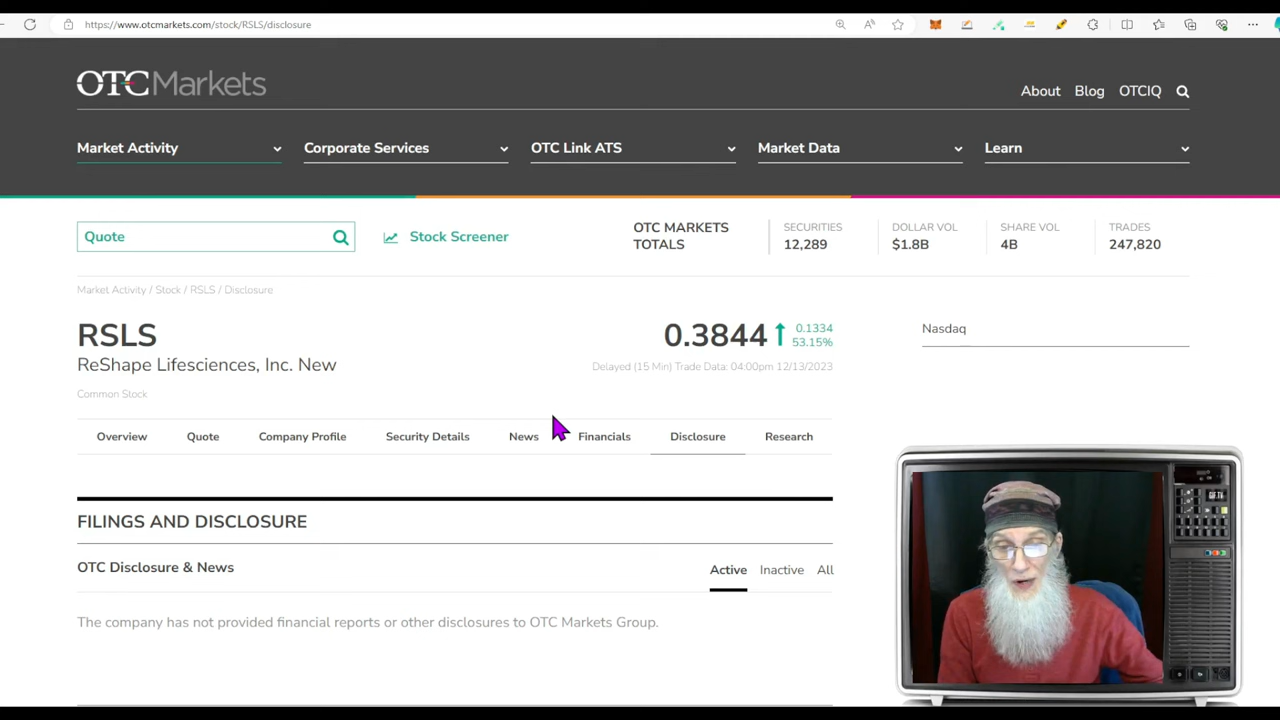 https://www.otcmarkets.com/stock/RSLS/disclosure
OTCMarkets
About Blog OTCIQ
Market Activity Corporate Services OTC Link ATS Market Data Learn
Quote
Stock Screener
OTC MARKETS TOTALS
SECURITIES
12,289
DOLLAR VOL
$1.8B
SHARE VOL
4B
TRADES
247,820
Market Activity / Stock / RSLS / Disclosure
RSLS
ReShape Lifesciences, Inc. New
Common Stock
0.3844
0.1334
53.15%
Delayed (15 Min) Trade Data: 04:00pm 12/13/2023
Nasdaq
Overview Quote Company Profile Security Details News Financials Disclosure Research
FILINGS AND DISCLOSURE
OTC Disclosure & News
Active Inactive All
The company has not provided financial reports or other disclosures to OTC Markets Group.